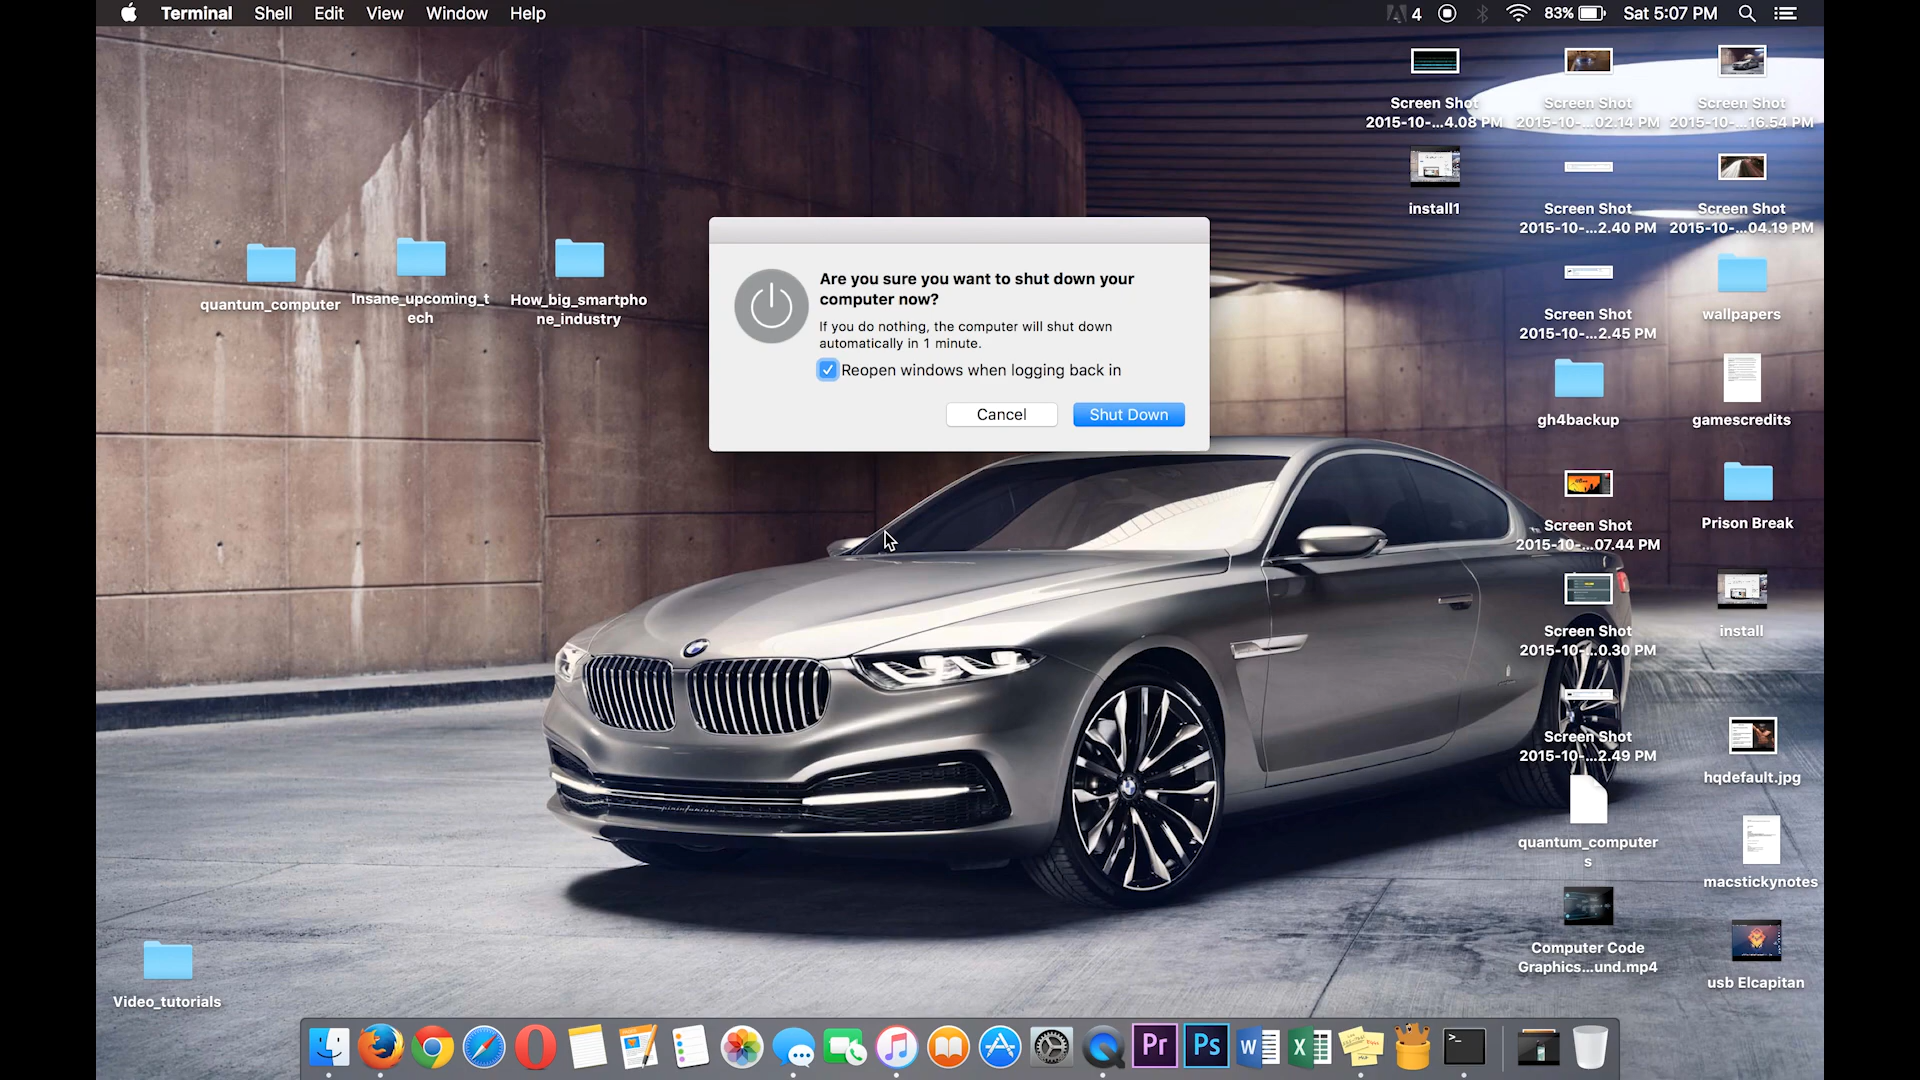 Terminal Shell Edit View Window Help
4 83% Sat 5:07 PM
Screen Shot
2015-10-...4.08 PM
Screen Shot
2015-10-...02.14 PM
Screen Shot
2015-10-...16.54 PM
install1
Screen Shot
2015-10-...2.40 PM
Screen Shot
2015-10-...04.19 PM
quantum_computer
Insane_upcoming_t
ech
How_big_smartpho
ne_industry
Are you sure you want to shut down your
computer now?
If you do nothing, the computer will shut down
automatically in 1 minute.
Reopen windows when logging back in
Cancel
Shut Down
Screen Shot
2015-10-...2.45 PM
wallpapers
gh4backup
gamescredits
Screen Shot
2015-10-...07.44 PM
Prison Break
Screen Shot
2015-10-...0.30 PM
install
Screen Shot
2015-10-...2.49 PM
hqdefault.jpg
quantum_computer
s
macstickynotes
Computer Code
Graphics...und.mp4
usb Elcapitan
Video_tutorials
Pr
Ps
W
X
>_